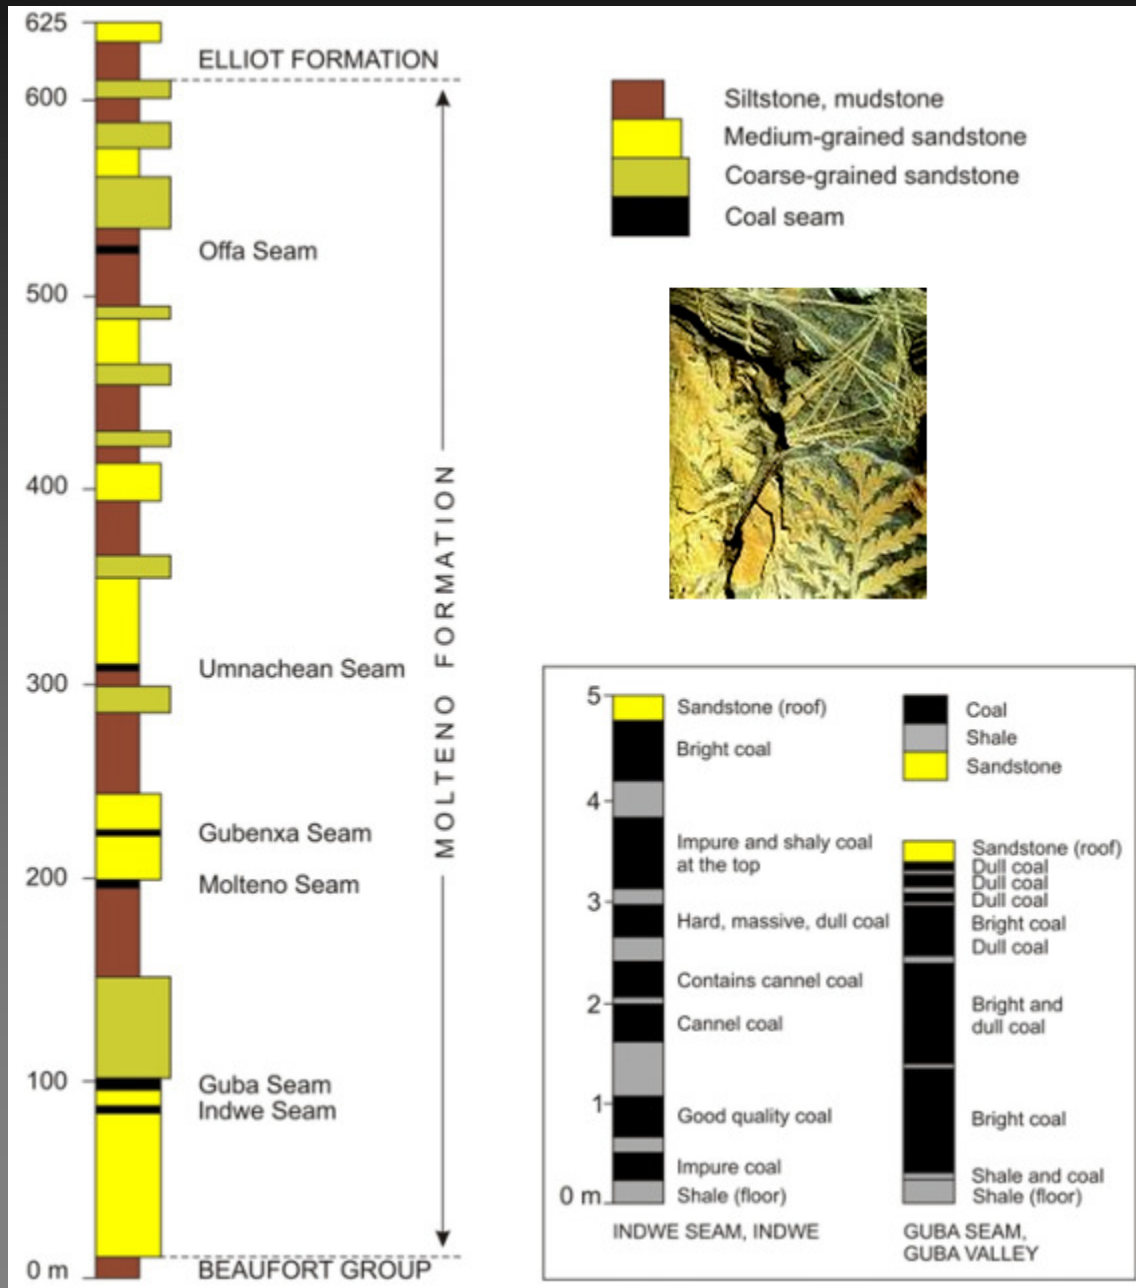 625
600
500
400
300
200
100
0 m
ELLIOT FORMATION
Offa Seam
Umnachean Seam
Gubenxa Seam
Molteno Seam
Guba Seam
Indwe Seam
BEAUFORT GROUP
MOLTENO FORMATION
Siltstone, mudstone
Medium-grained sandstone
Coarse-grained sandstone
Coal seam
5
4
3
2
1
0 m
Sandstone (roof)
Bright coal
Impure and shaly coal
at the top
Hard, massive, dull coal
Contains cannel coal
Cannel coal
Good quality coal
Impure coal
Shale (floor)
INDWE SEAM, INDWE
Coal
Shale
Sandstone
Sandstone (roof)
Dull coal
Dull coal
Dull coal
Bright coal
Dull coal
Bright and
dull coal
Bright coal
Shale and coal
Shale (floor)
GUBA SEAM,
GUBA VALLEY